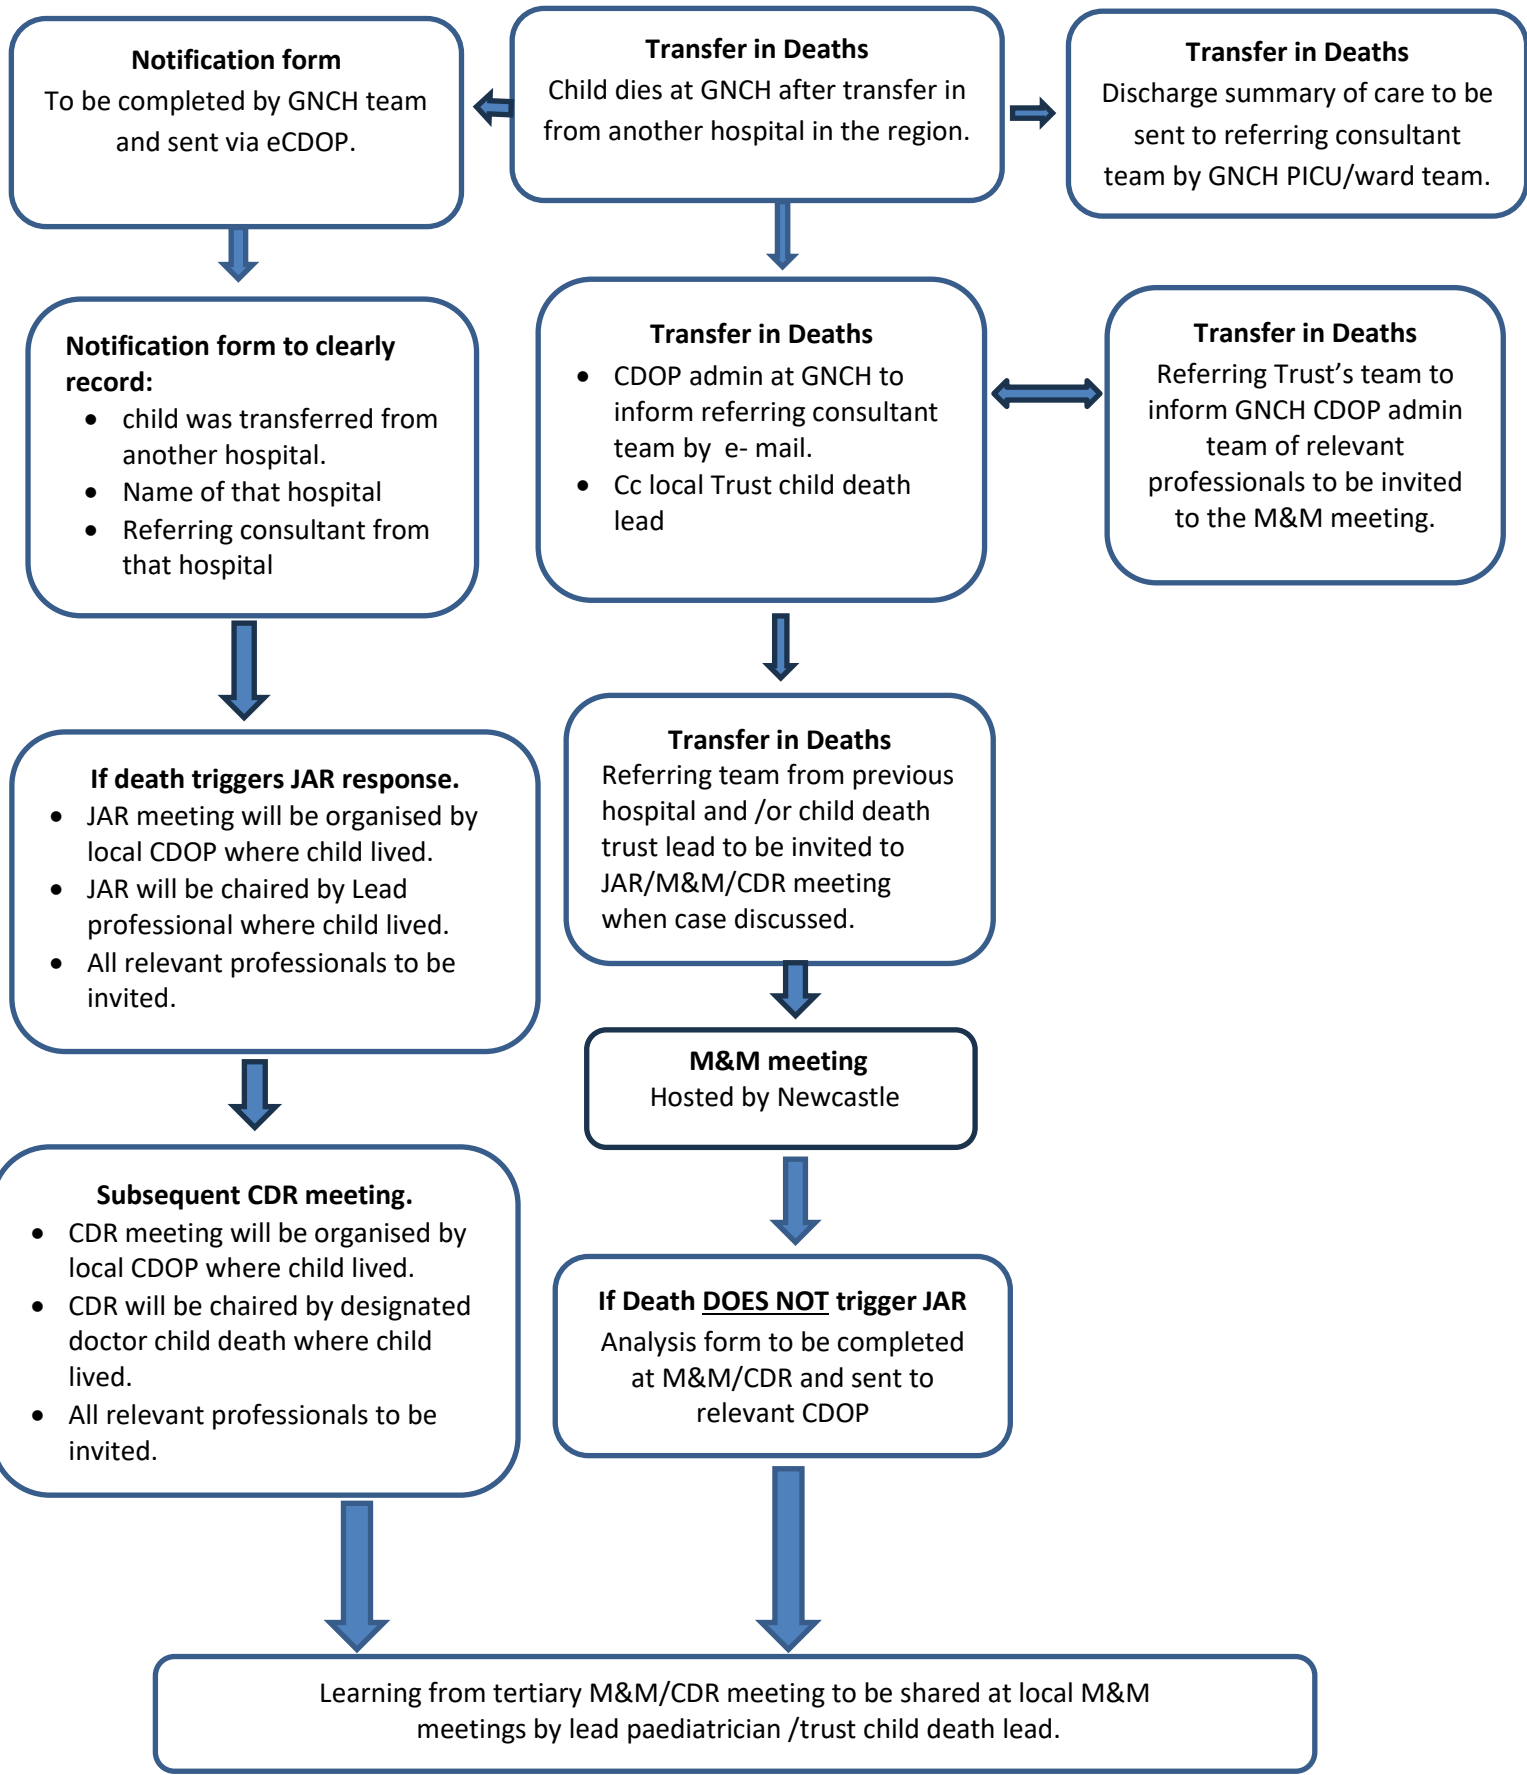 Notification form
To be completed by GNCH team
and sent via eCDOP.
Transfer in Deaths
Child dies at GNCH after transfer in
from another hospital in the region.
Transfer in Deaths
Discharge summary of care to be
sent to referring consultant
team by GNCH PICU/ward team.
Notification form to clearly
record:
• child was transferred from
another hospital.
• Name of that hospital
• Referring consultant from
that hospital
Transfer in Deaths
• CDOP admin at GNCH to
inform referring consultant
team by e- mail.
• Cc local Trust child death
lead
Transfer in Deaths
Referring Trust’s team to
inform GNCH CDOP admin
team of relevant
professionals to be invited
to the M&M meeting.
If death triggers JAR response.
• JAR meeting will be organised by
local CDOP where child lived.
• JAR will be chaired by Lead
professional where child lived.
• All relevant professionals to be
invited.
Transfer in Deaths
Referring team from previous
hospital and /or child death
trust lead to be invited to
JAR/M&M/CDR meeting
when case discussed.
M&M meeting
Hosted by Newcastle
Subsequent CDR meeting.
• CDR meeting will be organised by
local CDOP where child lived.
• CDR will be chaired by designated
doctor child death where child
lived.
• All relevant professionals to be
invited.
If Death DOES NOT trigger JAR
Analysis form to be completed
at M&M/CDR and sent to
relevant CDOP
Learning from tertiary M&M/CDR meeting to be shared at local M&M
meetings by lead paediatrician /trust child death lead.